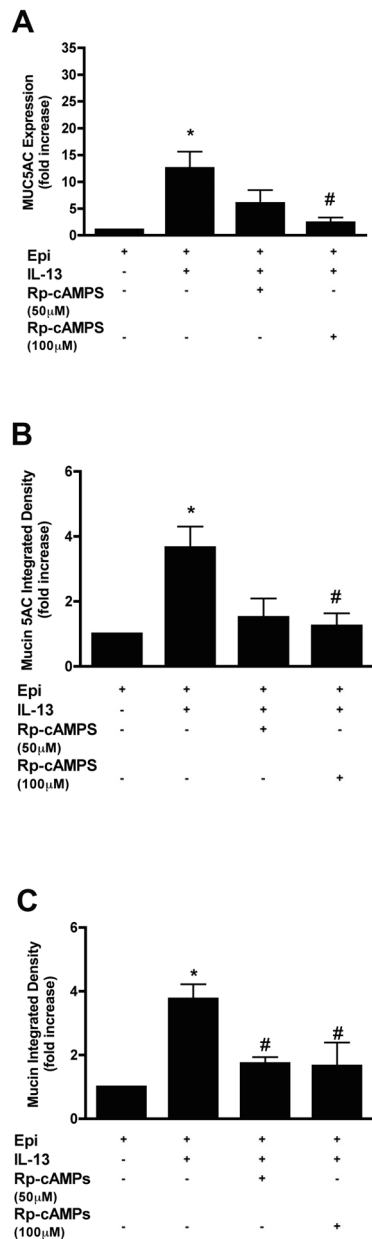 A
MUC5AC Expression
(fold increase)
35
30
25
20
15
10
5
0
*
#
Epi + + + +
IL-13 - + + +
Rp-cAMPS - - + -
(50μM)
Rp-cAMPS
(100μM) - - - +
B
Mucin 5AC Integrated Density
(fold increase)
6
4
2
0
*
#
Epi + + + +
IL-13 - + + +
Rp-cAMPS - - + -
(50μM)
Rp-cAMPS
(100μM) - - - +
C
Mucin Integrated Density
(fold increase)
6
4
2
0
*
# #
Epi + + + +
IL-13 - + + +
Rp-cAMPs - - + -
(50μM)
Rp-cAMPs
(100μM) - - - +